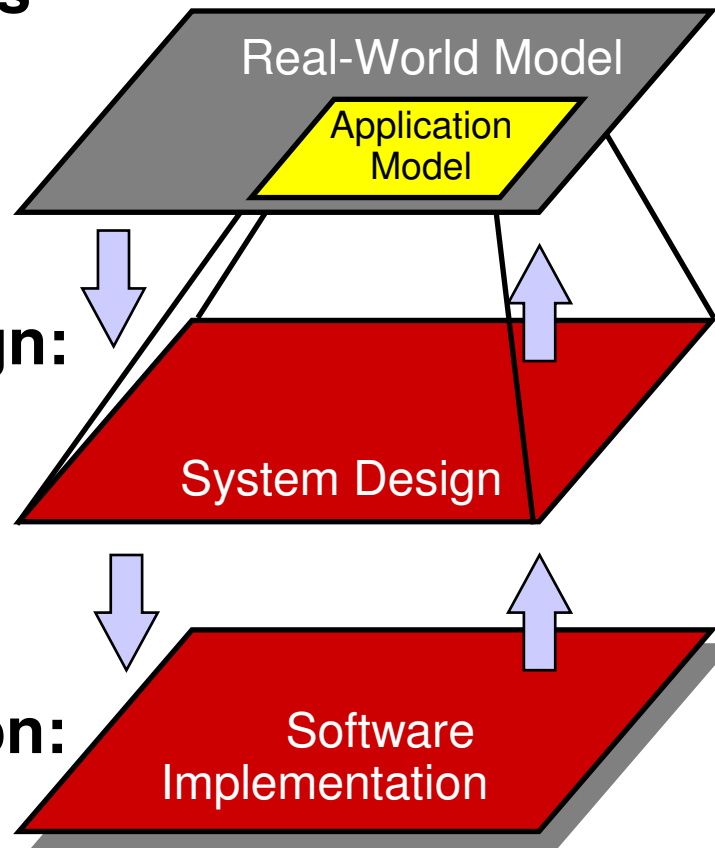 s
Real-World Model
Application
Model
gn:
System Design
on:
Software
Implementation